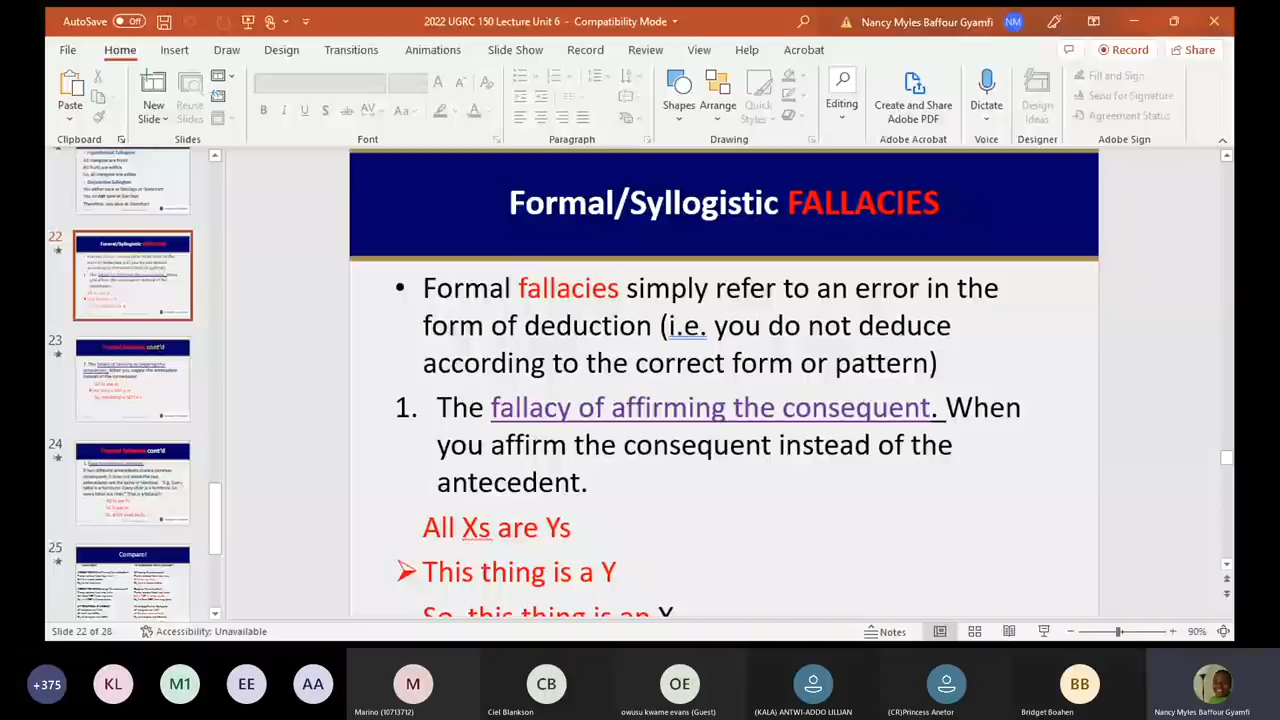 AutoSave Off
2022 UGRC 150 Lecture Unit 6 - Compatibility Mode
Nancy Myles Baffour Gyamfi NM
File Home Insert Draw Design Transitions Animations Slide Show Record Review View Help Acrobat Record Share
Paste
New Slide
Reuse Slides
Shapes Arrange Quick Styles
Editing
Create and Share Adobe PDF
Dictate
Design Ideas
Fill and Sign
Send for Signature
Agreement Status
Clipboard Slides Font Paragraph Drawing Adobe Acrobat Voice Designer Adobe Sign
22
23
24
25
Compare!
Formal/Syllogistic FALLACIES
• Formal fallacies simply refer to an error in the
form of deduction (i.e. you do not deduce
according to the correct form or pattern)
1. The fallacy of affirming the consequent. When
you affirm the consequent instead of the
antecedent.
All Xs are Ys
➢ This thing is a Y
So, this thing is an X
Slide 22 of 28 Accessibility: Unavailable Notes 90%
+375 KL M1 EE AA M CB OE BB
Marino (10713712) Ciel Blankson owusu kwame evans (Guest) (KALA) ANTWI-ADDO LILLIAN (CR)Princess Anetor Bridget Boahen Nancy Myles Baffour Gyamfi